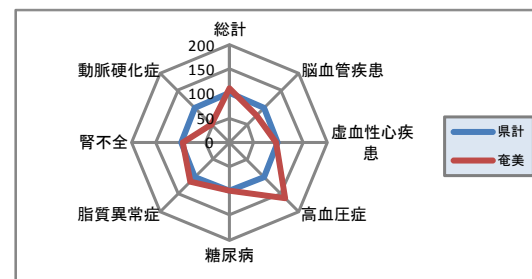 総計
200
150
100
50
0
脳血管疾患
虚血性心疾
患
高血圧症
糖尿病
脂質異常症
腎不全
動脈硬化症
県計
奄美